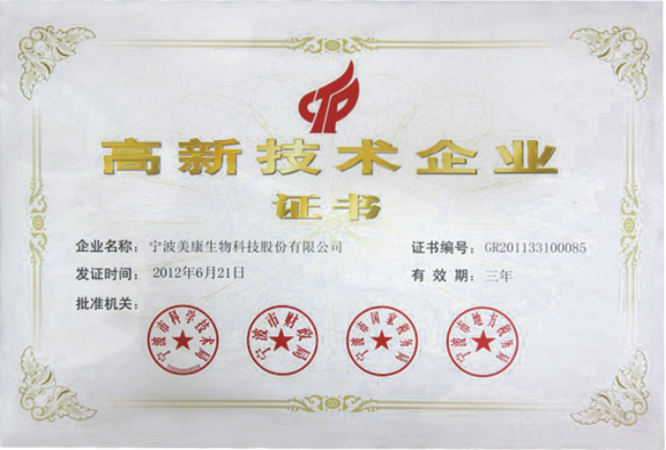 高新技术企业
证书
企业名称：宁波美康生物科技股份有限公司 证书编号：GR201133100085
发证时间：2012年6月21日 有效期：三年
批准机关：
宁波市科学技术局 宁波市财政局 宁波市国家税务局 宁波市地方税务局